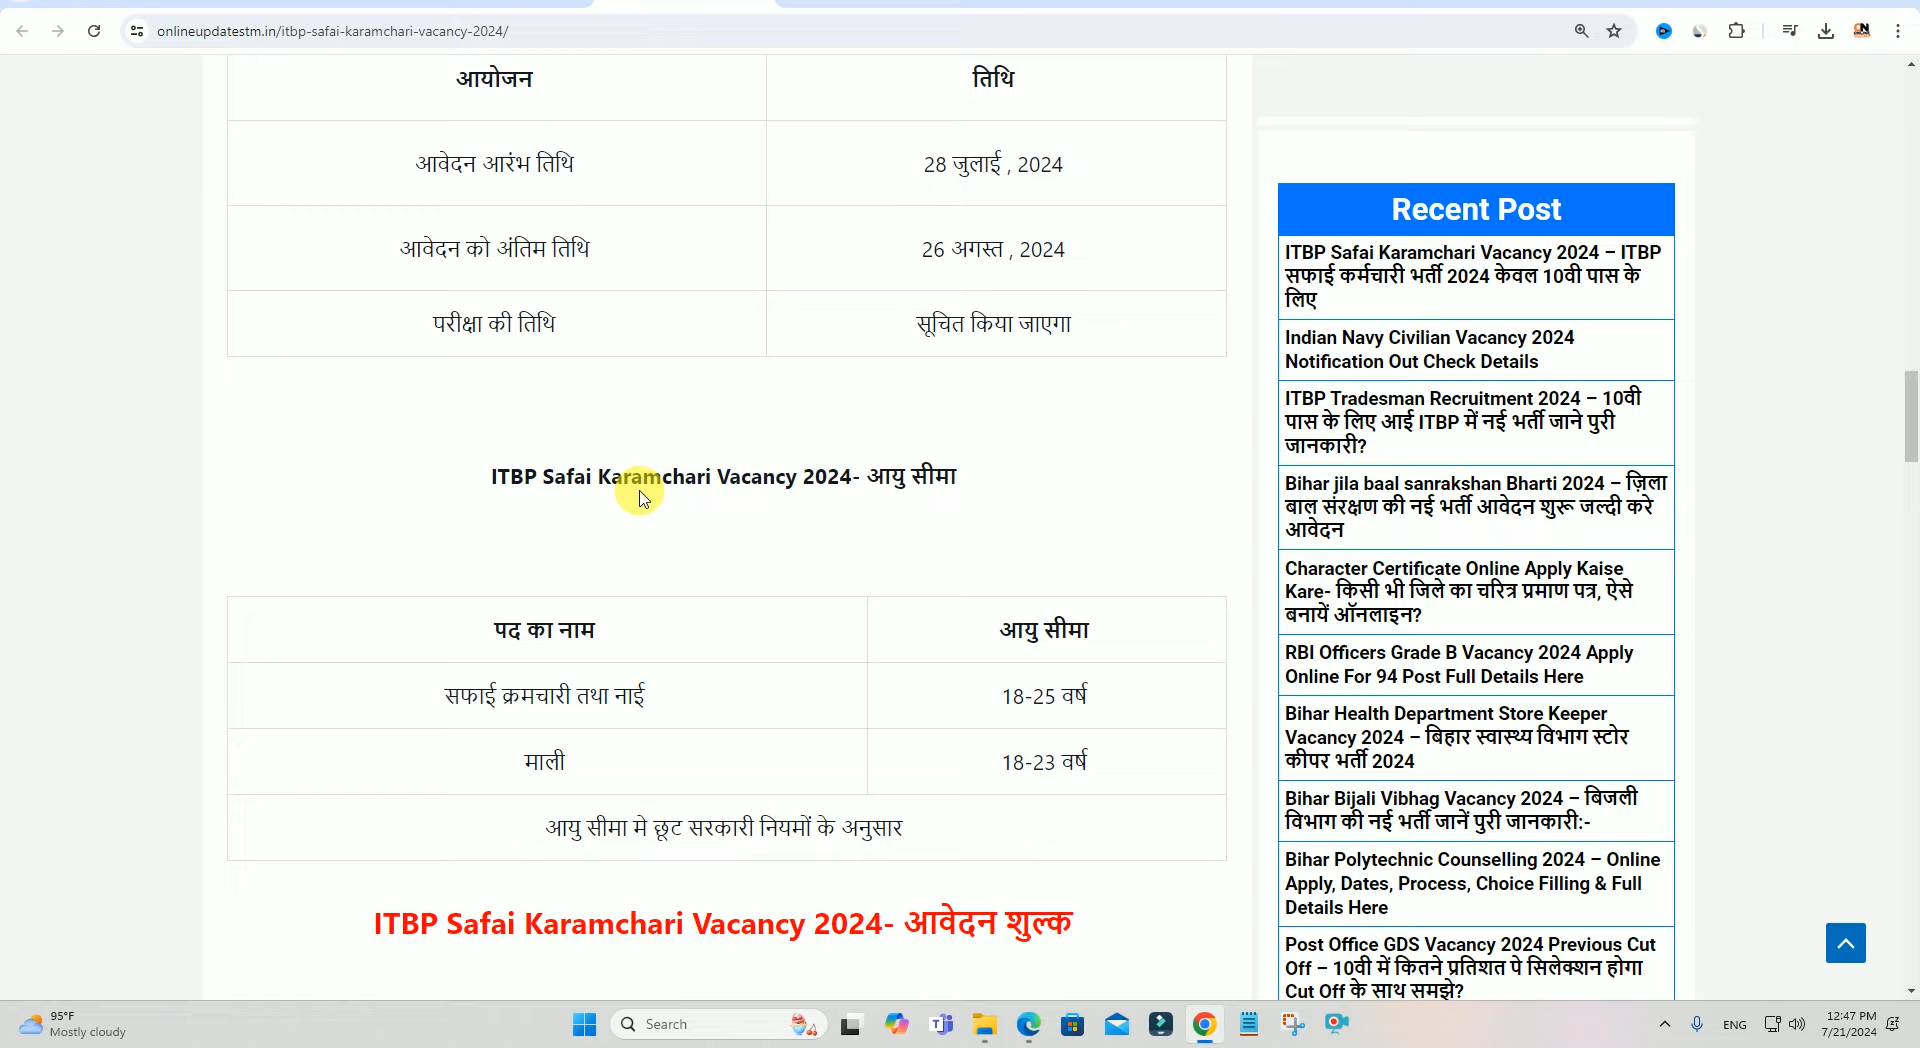 onlineupdatestm.in/itbp-safai-karamchari-vacancy-2024/
आयोजन	तिथि
आवेदन आरंभ तिथि	28 जुलाई , 2024
आवेदन को अंतिम तिथि	26 अगस्त , 2024
परीक्षा की तिथि	सूचित किया जाएगा
ITBP Safai Karamchari Vacancy 2024- आयु सीमा
पद का नाम	आयु सीमा
सफाई क्रमचारी तथा नाई	18-25 वर्ष
माली	18-23 वर्ष
आयु सीमा मे छूट सरकारी नियमों के अनुसार
ITBP Safai Karamchari Vacancy 2024- आवेदन शुल्क
Recent Post
ITBP Safai Karamchari Vacancy 2024 – ITBP
सफाई कर्मचारी भर्ती 2024 केवल 10वी पास के
लिए
Indian Navy Civilian Vacancy 2024
Notification Out Check Details
ITBP Tradesman Recruitment 2024 – 10वी
पास के लिए आई ITBP में नई भर्ती जाने पुरी
जानकारी?
Bihar jila baal sanrakshan Bharti 2024 – ज़िला
बाल संरक्षण की नई भर्ती आवेदन शुरू जल्दी करे
आवेदन
Character Certificate Online Apply Kaise
Kare- किसी भी जिले का चरित्र प्रमाण पत्र, ऐसे
बनायें ऑनलाइन?
RBI Officers Grade B Vacancy 2024 Apply
Online For 94 Post Full Details Here
Bihar Health Department Store Keeper
Vacancy 2024 – बिहार स्वास्थ्य विभाग स्टोर
कीपर भर्ती 2024
Bihar Bijali Vibhag Vacancy 2024 – बिजली
विभाग की नई भर्ती जानें पुरी जानकारी:-
Bihar Polytechnic Counselling 2024 – Online
Apply, Dates, Process, Choice Filling & Full
Details Here
Post Office GDS Vacancy 2024 Previous Cut
Off – 10वी में कितने प्रतिशत पे सिलेक्शन होगा
Cut Off के साथ समझे?
95°F
Mostly cloudy
Search
ENG
12:47 PM
7/21/2024